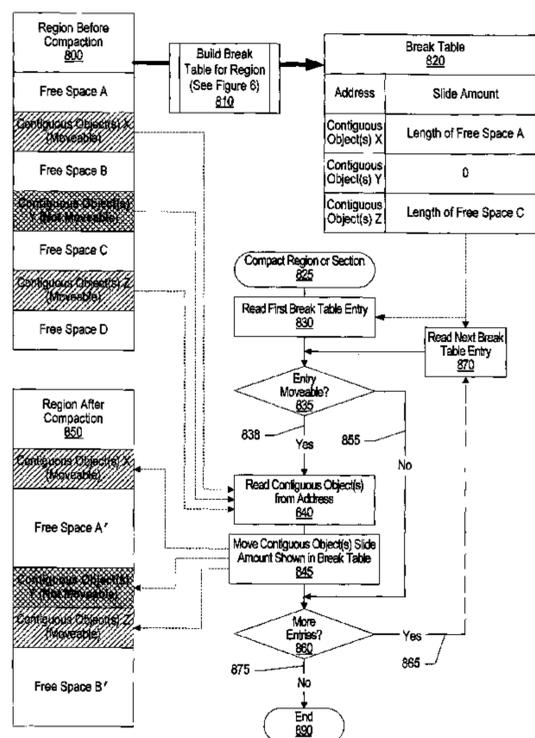 Region Before
Compaction
800
Free Space A
Contiguous Object(s) X
(Moveable)
Free Space B
Contiguous Object(s)
Y (Not Moveable)
Free Space C
Contiguous Object(s) Z
(Moveable)
Free Space D
Build Break
Table for Region
(See Figure 6)
810
Break Table
820
Address
Slide Amount
Contiguous
Object(s) X
Length of Free Space A
Contiguous
Object(s) Y
0
Contiguous
Object(s) Z
Length of Free Space C
Compact Region or Section
825
Read First Break Table Entry
830
Read Next Break
Table Entry
870
Entry
Moveable?
835
838
Yes
855
No
Read Contiguous Object(s)
from Address
840
Move Contiguous Object(s) Slide
Amount Shown in Break Table
845
More
Entries?
860
Yes
865
875
No
End
890
Region After
Compaction
850
Contiguous Object(s) X
(Moveable)
Free Space A'
Contiguous Object(s)
Y (Not Moveable)
Contiguous Object(s) Z
(Moveable)
Free Space B'